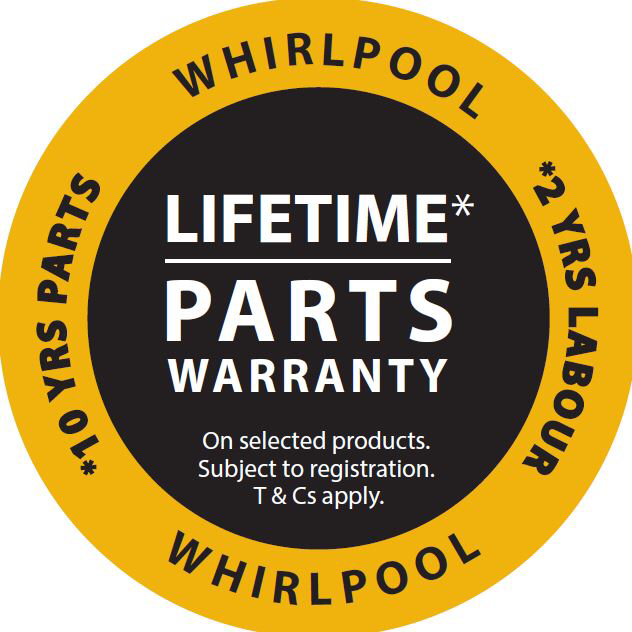 WHIRLPOOL
*10 YRS PARTS
*2 YRS LABOUR
LIFETIME*
PARTS
WARRANTY
On selected products.
Subject to registration.
T & Cs apply.
WHIRLPOOL